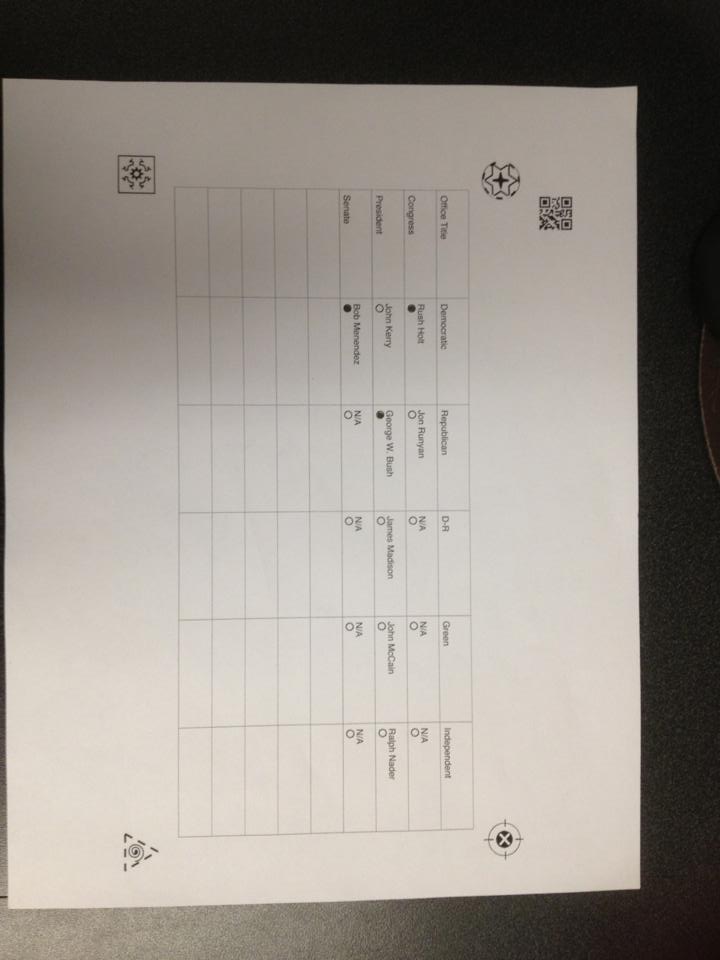 Office Title Democratic Republican D-R Green Independent
Congress Rush Holt Jon Runyan N/A N/A N/A
President John Kerry George W. Bush James Madison John McCain Ralph Nader
Senate Bob Menendez N/A N/A N/A N/A